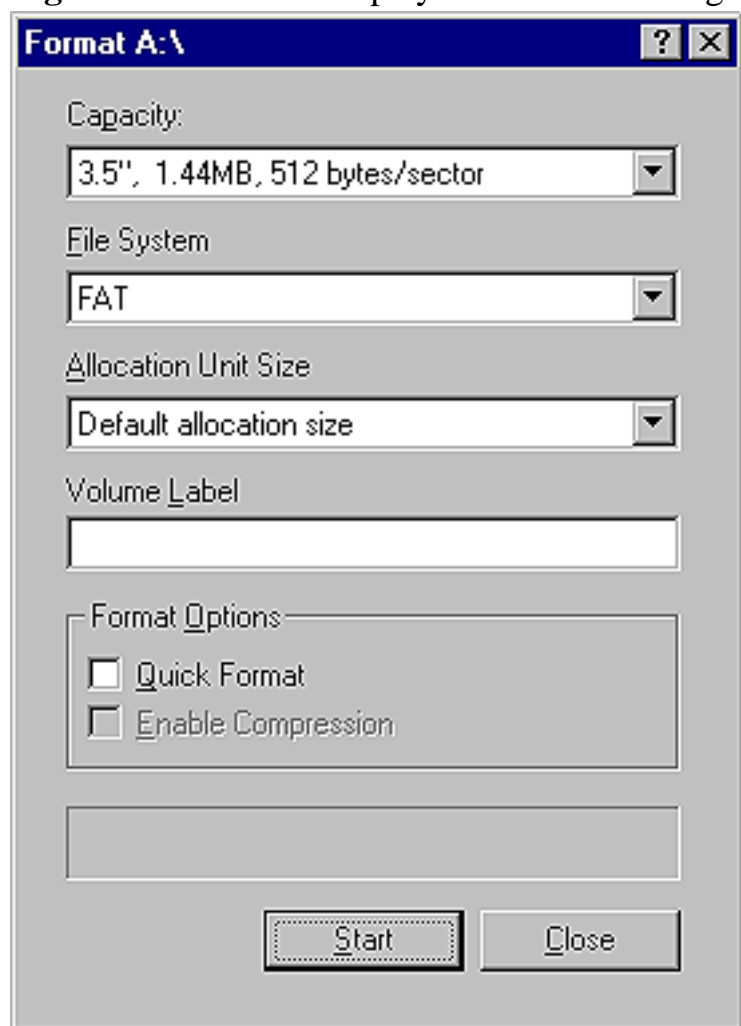 Format A:\ ? X
Capacity:
3.5", 1.44MB, 512 bytes/sector
File System
FAT
Allocation Unit Size
Default allocation size
Volume Label
Format Options
Quick Format
Enable Compression
Start Close